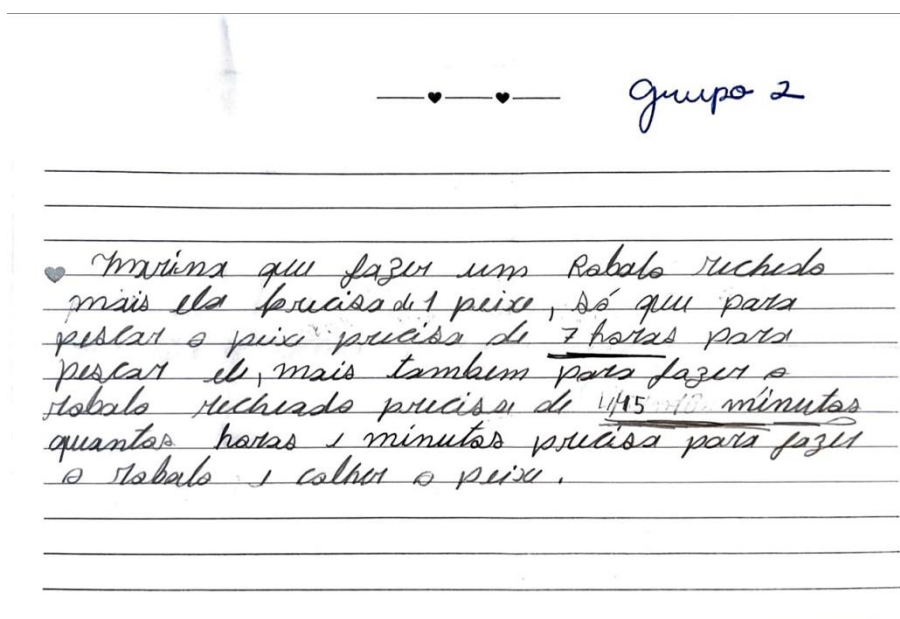 Grupo 2
Marina que fazer um Robalo rechedo
mais ela precisa de 1 peixe, só que para
pescar o peixe precisa de 7 horas para
pescar ele, mais tambem para fazer o
robalo recheado precisa de 45 minutos
quantas horas e minutos precisa para fazer
o robalo e colher o peixe.